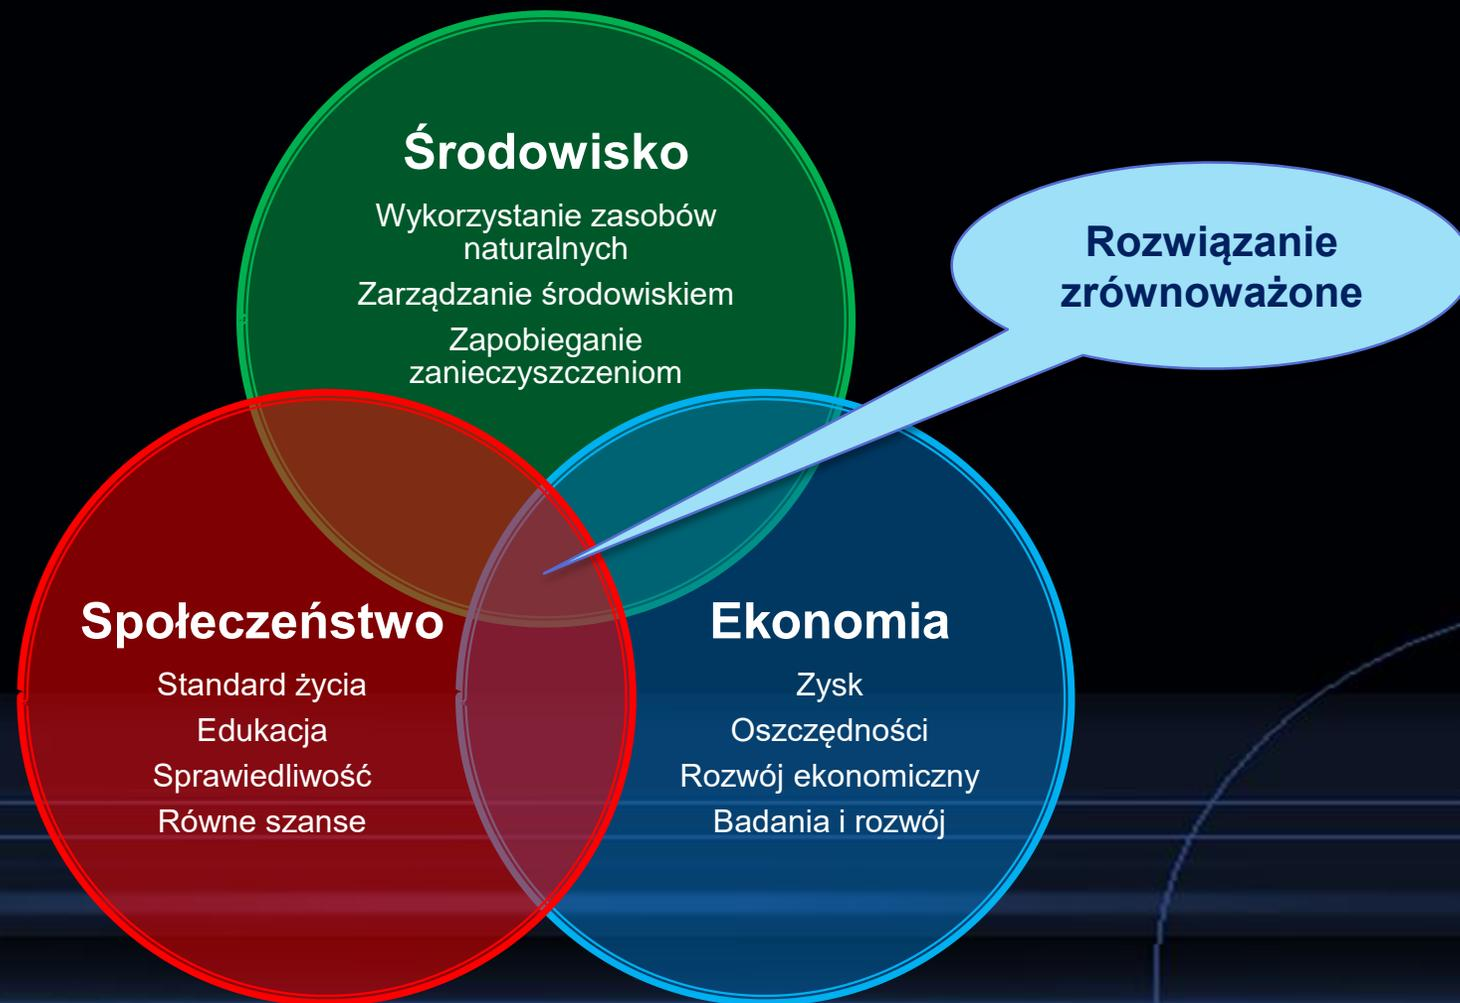 Środowisko
Wykorzystanie zasobów
naturalnych
Zarządzanie środowiskiem
Zapobieganie
zanieczyszczeniom
Rozwiązanie
zrównoważone
Społeczeństwo
Standard życia
Edukacja
Sprawiedliwość
Równe szanse
Ekonomia
Zysk
Oszczędności
Rozwój ekonomiczny
Badania i rozwój